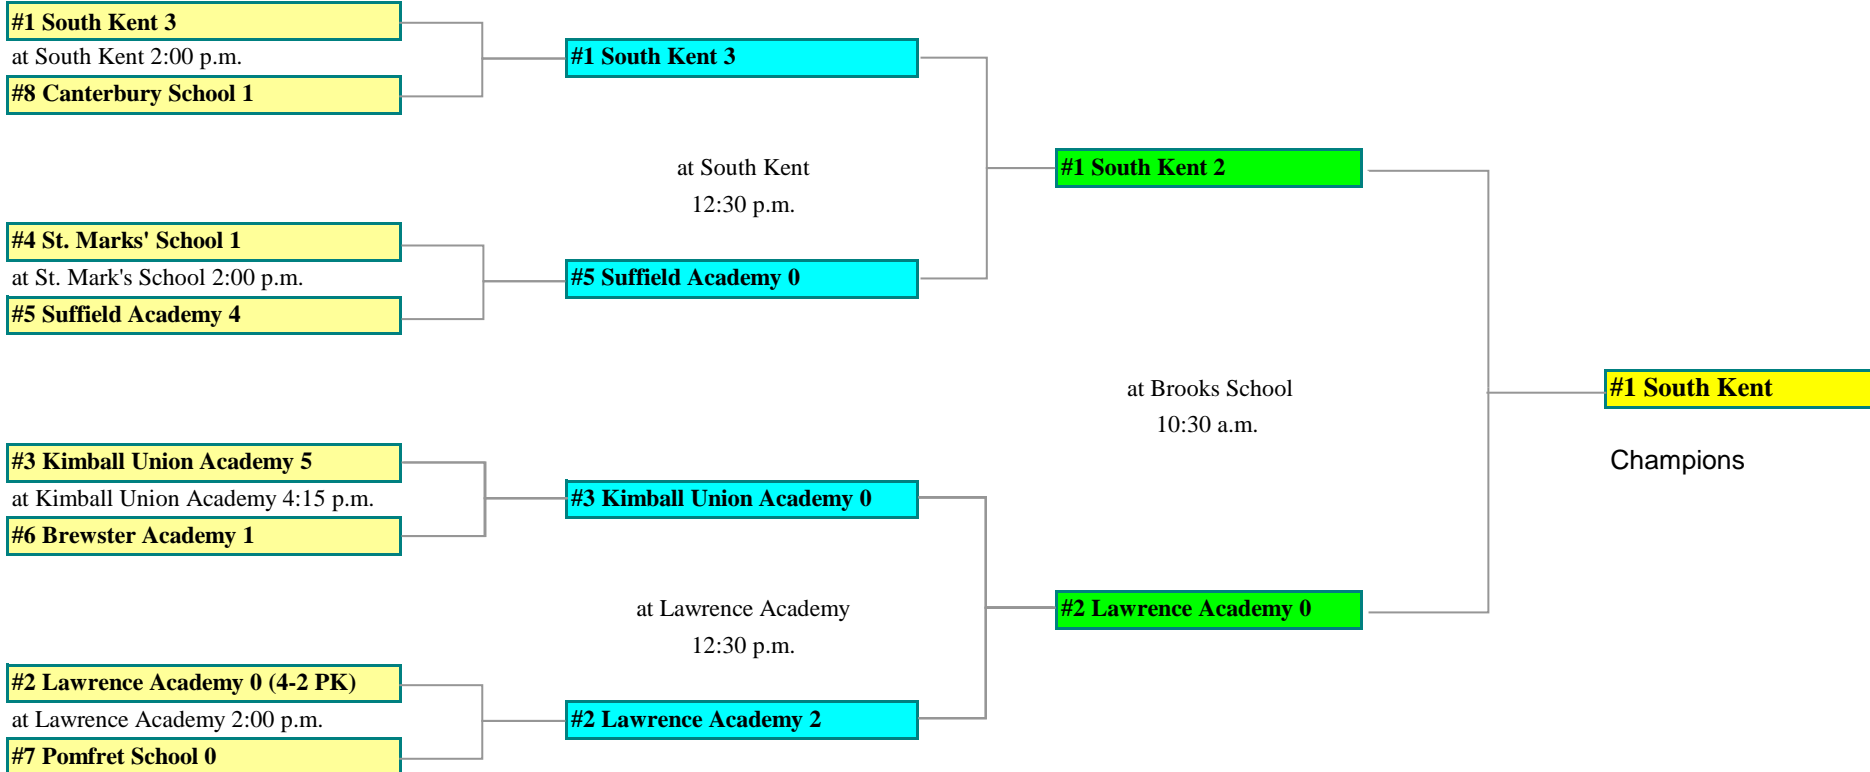 #1 South Kent 3
at South Kent 2:00 p.m.
#8 Canterbury School 1
#4 St. Marks' School 1
at St. Mark's School 2:00 p.m.
#5 Suffield Academy 4
#3 Kimball Union Academy 5
at Kimball Union Academy 4:15 p.m.
#6 Brewster Academy 1
#2 Lawrence Academy 0 (4-2 PK)
at Lawrence Academy 2:00 p.m.
#7 Pomfret School 0
#1 South Kent 3
at South Kent
12:30 p.m.
#5 Suffield Academy 0
#3 Kimball Union Academy 0
at Lawrence Academy
12:30 p.m.
#2 Lawrence Academy 2
#1 South Kent 2
at Brooks School
10:30 a.m.
#2 Lawrence Academy 0
#1 South Kent
Champions